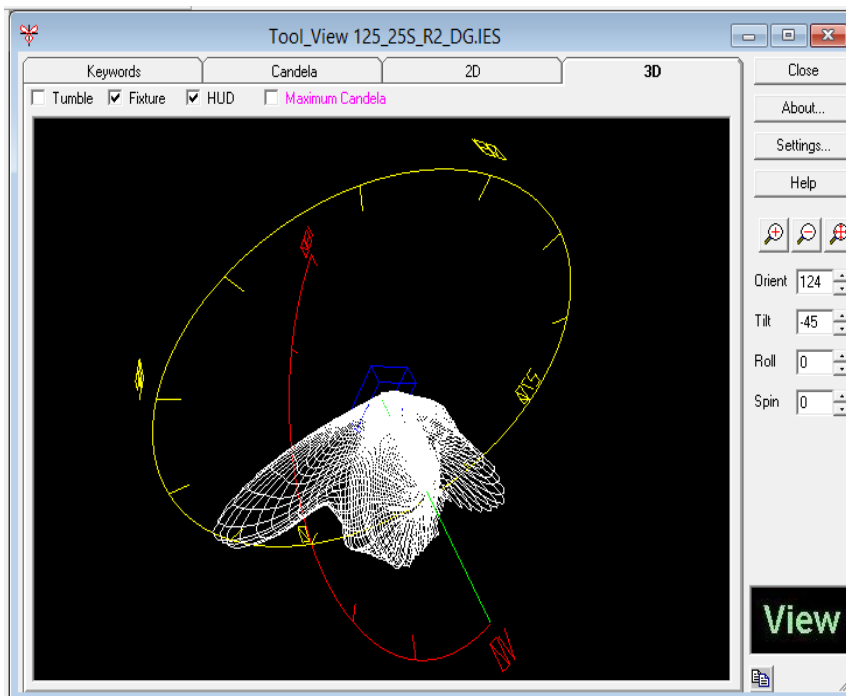 Tool_View 125_25S_R2_DG.IES
Keywords Candela 2D 3D
Tumble Fixture HUD Maximum Candela
Close
About...
Settings...
Help
Orient 124
Tilt -45
Roll 0
Spin 0
View